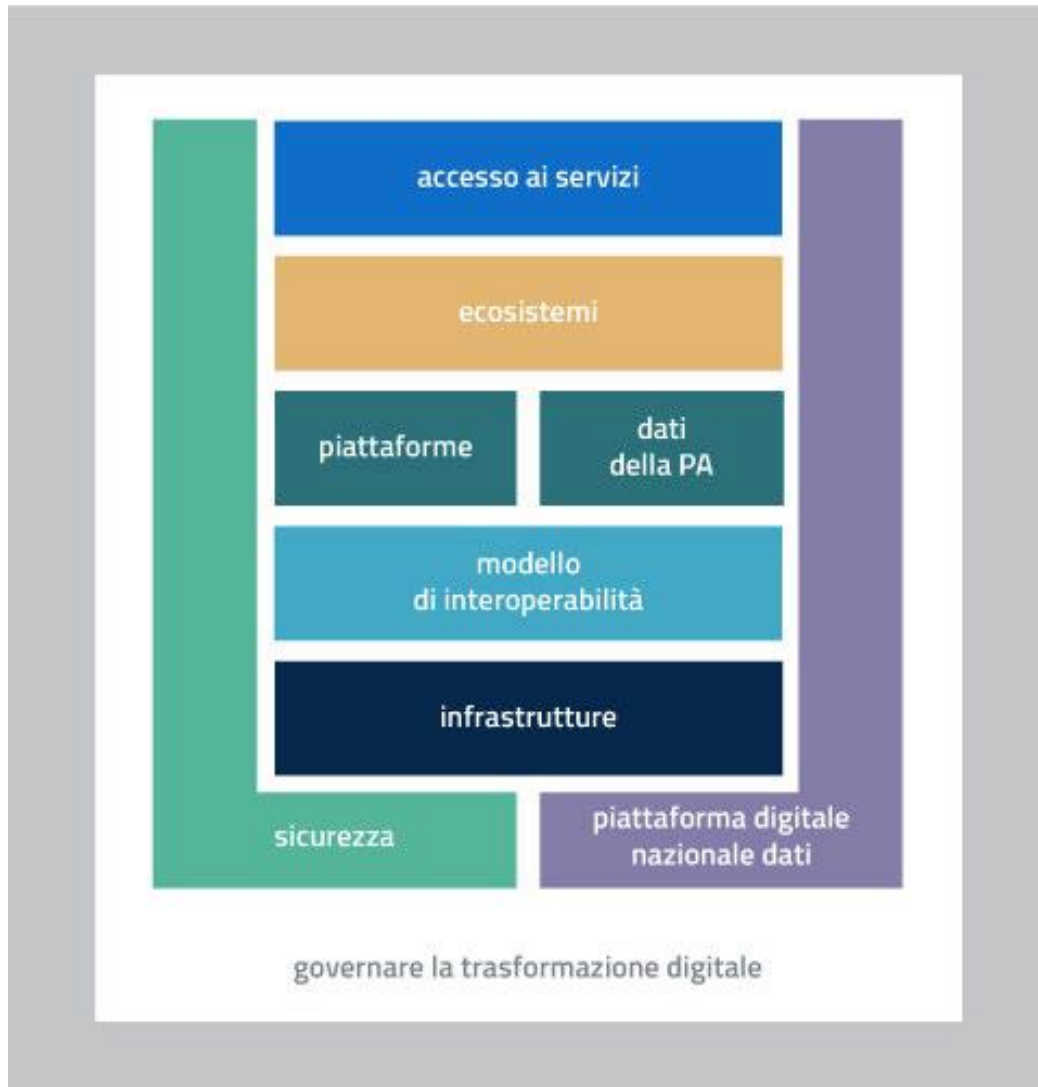 accesso ai servizi
ecosistemi
piattaforme
dati
della PA
modello
di interoperabilità
infrastrutture
sicurezza
piattaforma digitale
nazionale dati
governare la trasformazione digitale